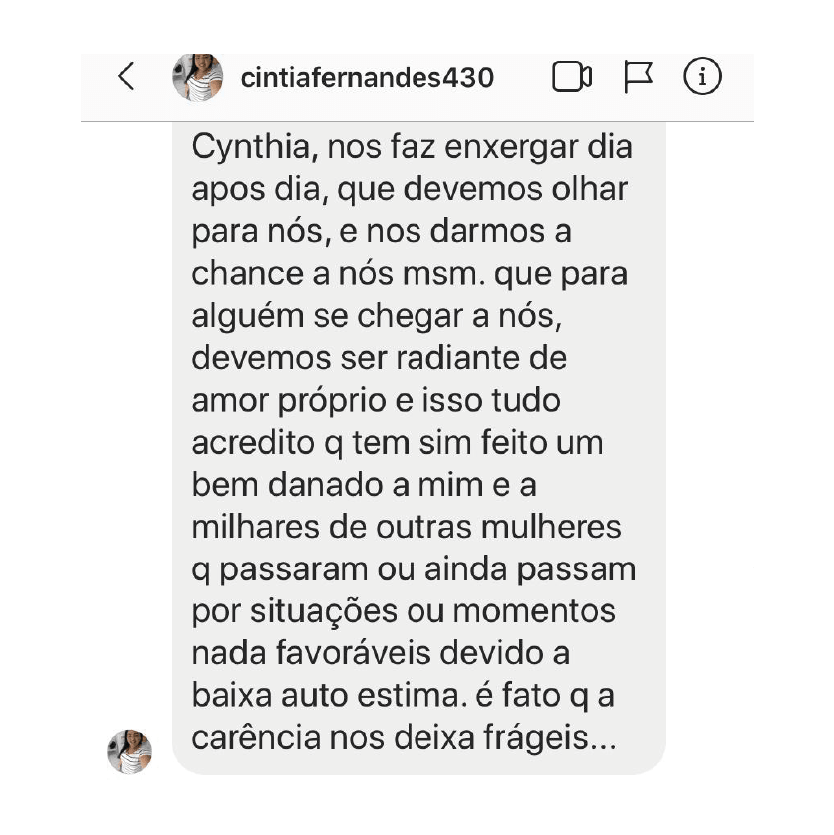 cintiafernandes430
Cynthia, nos faz enxergar dia
apos dia, que devemos olhar
para nós, e nos darmos a
chance a nós msm. que para
alguém se chegar a nós,
devemos ser radiante de
amor próprio e isso tudo
acredito q tem sim feito um
bem danado a mim e a
milhares de outras mulheres
q passaram ou ainda passam
por situações ou momentos
nada favoráveis devido a
baixa auto estima. é fato q a
carência nos deixa frágeis...